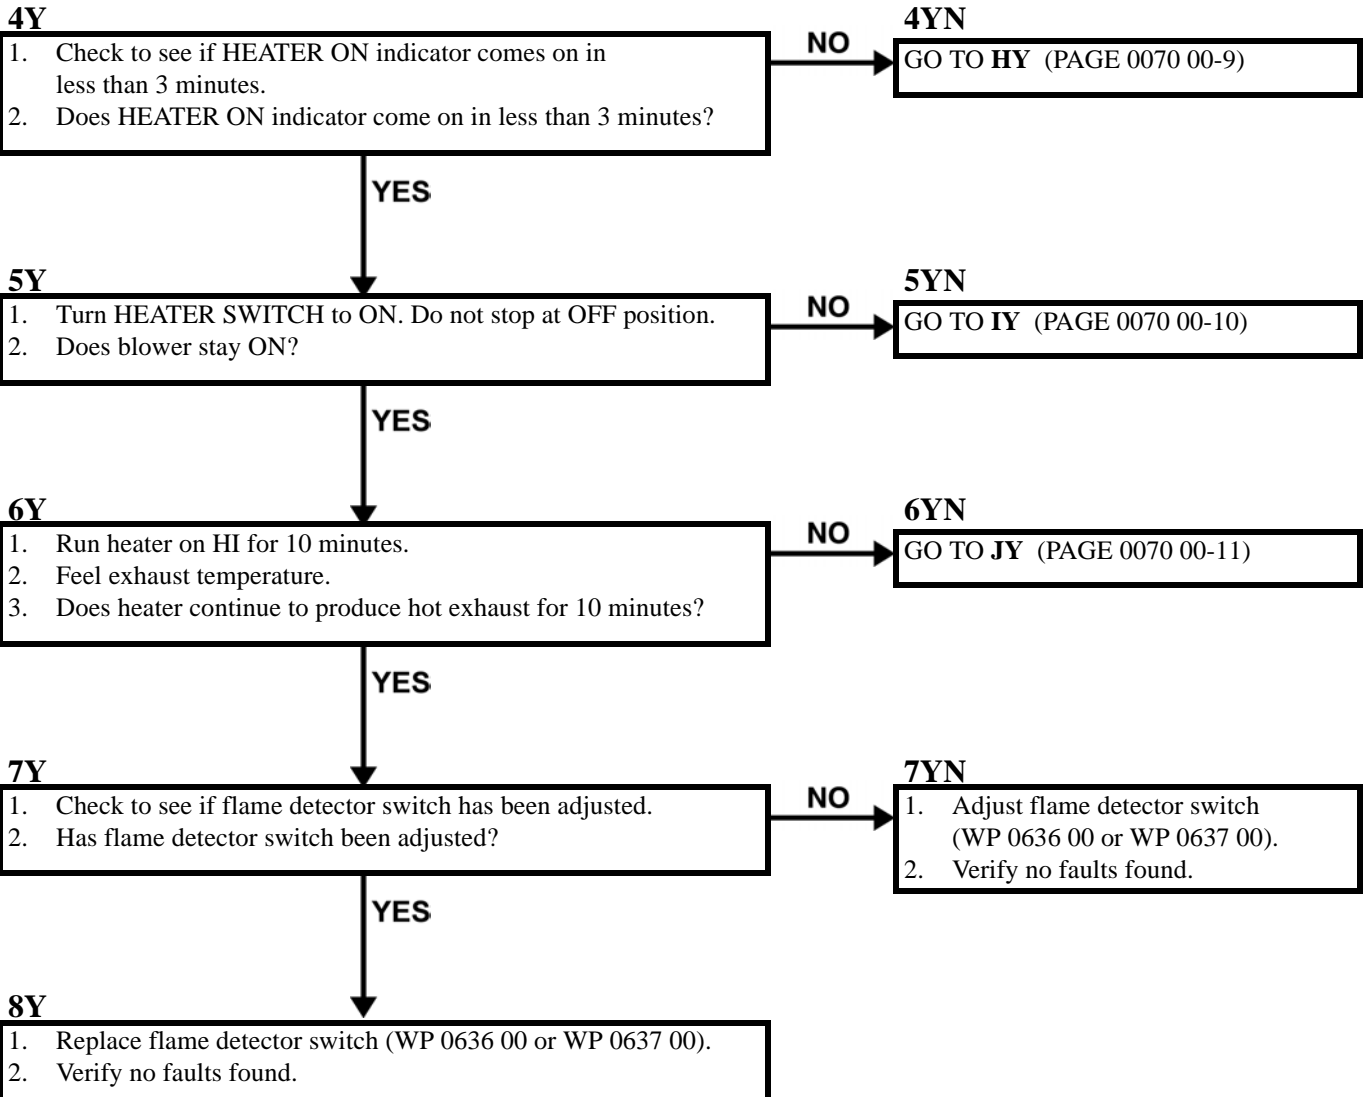 4Y
1. Check to see if HEATER ON indicator comes on in
less than 3 minutes.
2. Does HEATER ON indicator come on in less than 3 minutes?
NO
4YN
GO TO HY (PAGE 0070 00-9)
YES
5Y
1. Turn HEATER SWITCH to ON. Do not stop at OFF position.
2. Does blower stay ON?
NO
5YN
GO TO IY (PAGE 0070 00-10)
YES
6Y
1. Run heater on HI for 10 minutes.
2. Feel exhaust temperature.
3. Does heater continue to produce hot exhaust for 10 minutes?
NO
6YN
GO TO JY (PAGE 0070 00-11)
YES
7Y
1. Check to see if flame detector switch has been adjusted.
2. Has flame detector switch been adjusted?
NO
7YN
1. Adjust flame detector switch
(WP 0636 00 or WP 0637 00).
2. Verify no faults found.
YES
8Y
1. Replace flame detector switch (WP 0636 00 or WP 0637 00).
2. Verify no faults found.